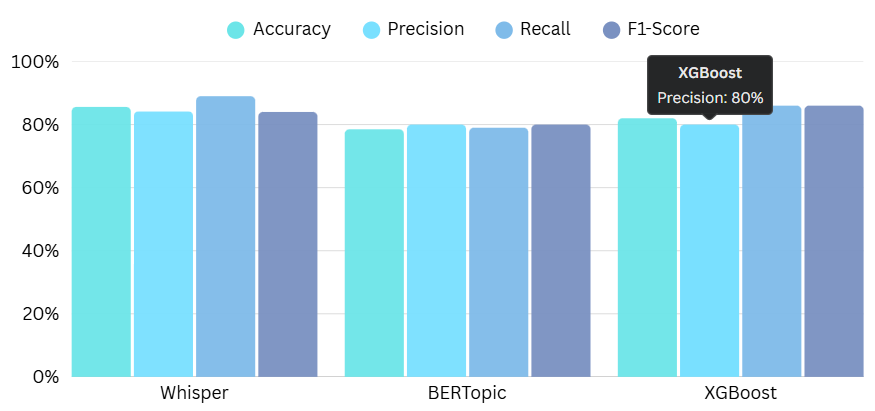 Accuracy Precision Recall F1-Score
100%
XGBoost
Precision: 80%
80%
60%
40%
20%
0%
Whisper BERTopic XGBoost